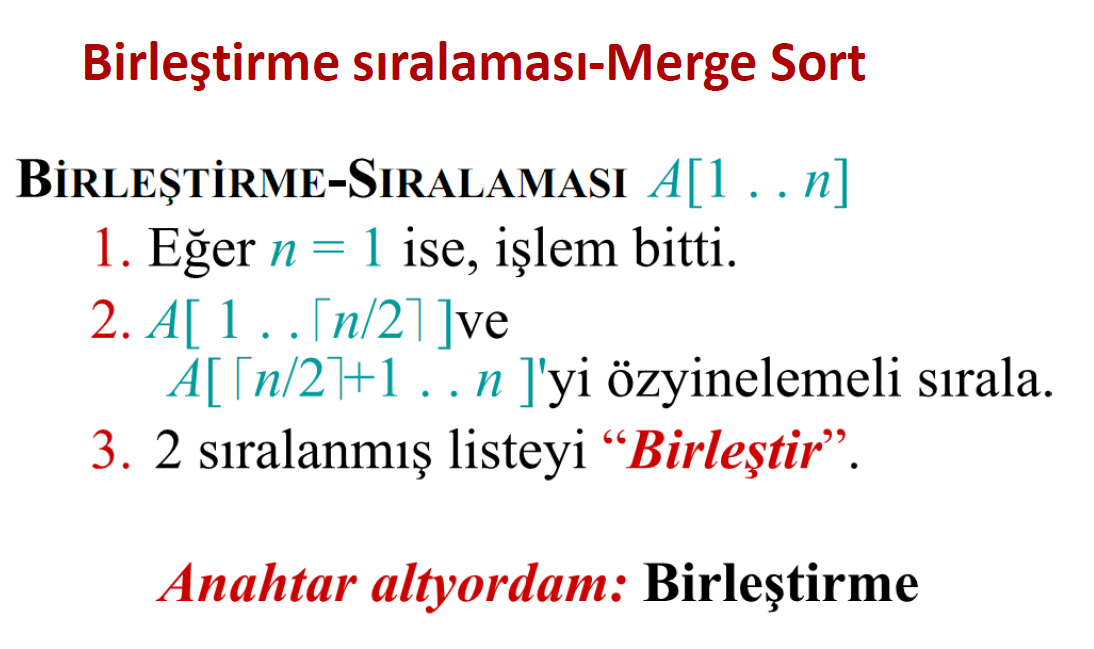 Birleştirme sıralaması-Merge Sort
BİRLEŞTİRME-SIRALAMASI A[1 . . n]
1. Eğer n = 1 ise, işlem bitti.
2. A[ 1 . . ⌈n/2⌉ ]ve
A[ ⌈n/2⌉+1 . . n ]'yi özyinelemeli sırala.
3. 2 sıralanmış listeyi “Birleştir”.
Anahtar altyordam: Birleştirme